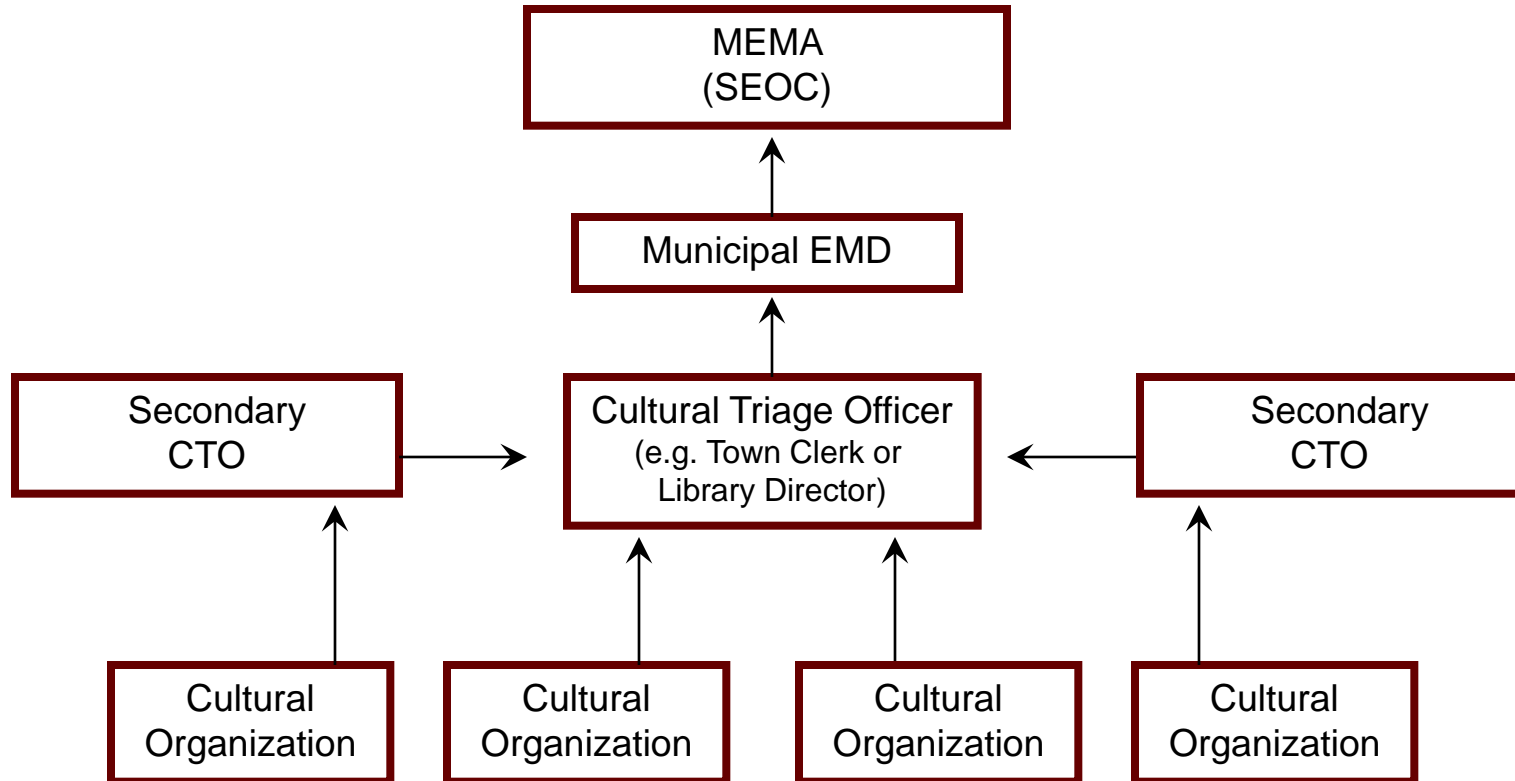 MEMA
(SEOC)
Municipal EMD
Secondary
CTO
Cultural Triage Officer
(e.g. Town Clerk or
Library Director)
Secondary
CTO
Cultural
Organization
Cultural
Organization
Cultural
Organization
Cultural
Organization